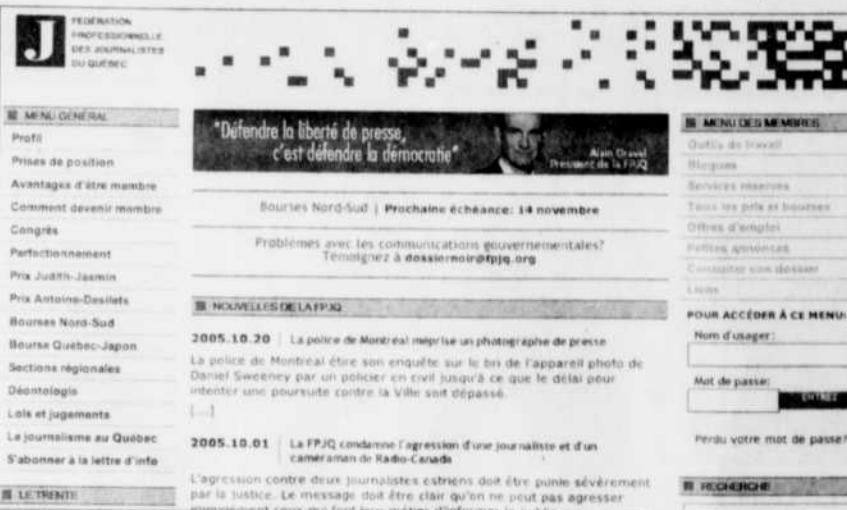 FÉDÉRATION
PROFESSIONNELLE
DES JOURNALISTES
DU QUÉBEC
J
MENU GÉNÉRAL
Profil
Prises de position
Avantages d'être membre
Comment devenir membre
Congrès
Perfectionnement
Prix Judith-Jasmin
Prix Antoine-Desilets
Bourses Nord-Sud
Bourse Québec-Japon
Sections régionales
Déontologie
Lois et jugements
Le journalisme au Québec
S'abonner à la lettre d'info
LE TRENTE
"Défendre la liberté de presse,
c'est défendre la démocratie"
Alain Gravel
Président de la FPJQ
Bourses Nord-Sud | Prochaine échéance: 14 novembre
Problèmes avec les communications gouvernementales?
Témoignez à dossiernoir@fpjq.org
NOUVELLES DE LA FPJQ
2005.10.20 | La police de Montréal méprise un photographe de presse
La police de Montréal étire son enquête sur le bri de l'appareil photo de
Daniel Sweeney par un policier en civil jusqu'à ce que le délai pour
intenter une poursuite contre la Ville soit dépassé.
[...]
2005.10.01 | La FPJQ condamne l'agression d'une journaliste et d'un
caméraman de Radio-Canada
L'agression contre deux journalistes estriens doit être punie sévèrement
par la justice. Le message doit être clair qu'on ne peut pas agresser
impunément ceux qui font leur métier d'informer le public.
MENU DES MEMBRES
Outils de travail
Blogues
Services réservés
Tous les prix et bourses
Offres d'emploi
Petites annonces
Consulter son dossier
Liens
POUR ACCÉDER À CE MENU:
Nom d'usager:
Mot de passe:
ENTREZ
Perdu votre mot de passe?
RECHERCHE